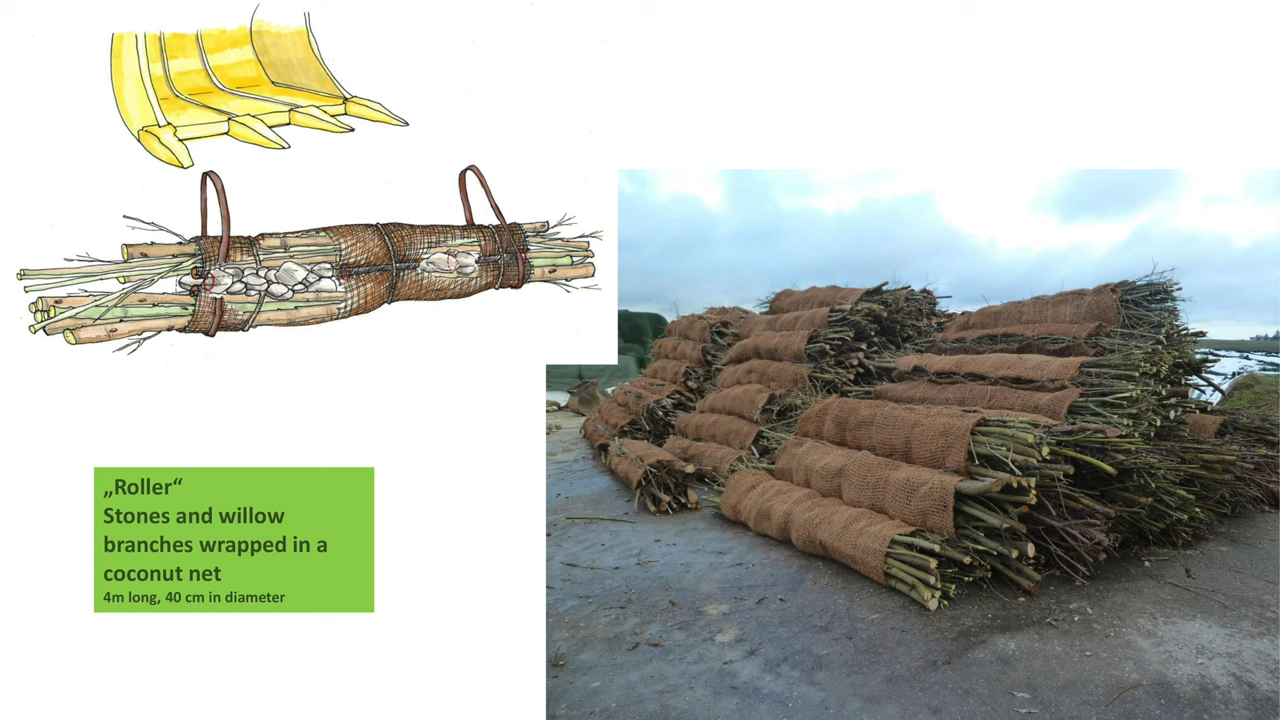 „Roller“
Stones and willow
branches wrapped in a
coconut net
4m long, 40 cm in diameter